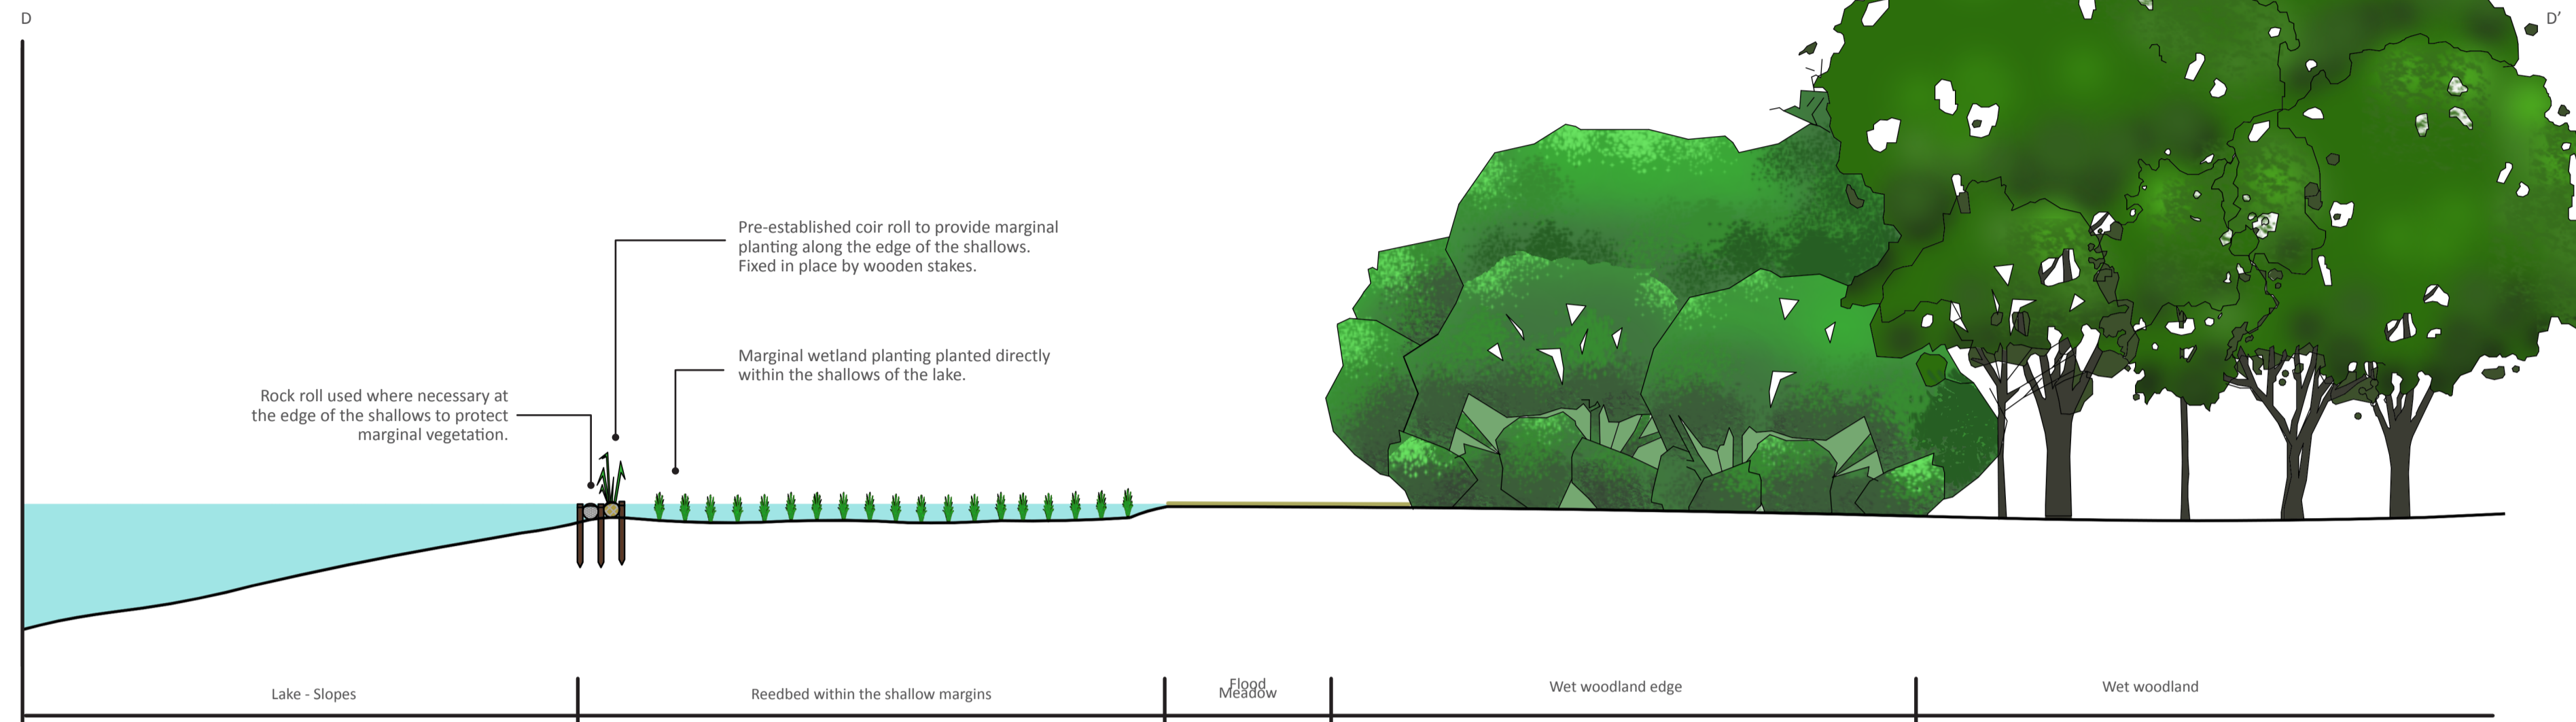 D
D’
Pre-established coir roll to provide marginal
planting along the edge of the shallows.
Fixed in place by wooden stakes.
Marginal wetland planting planted directly
within the shallows of the lake.
Rock roll used where necessary at
the edge of the shallows to protect
marginal vegetation.
Lake - Slopes
Reedbed within the shallow margins
Flood
Meadow
Wet woodland edge
Wet woodland